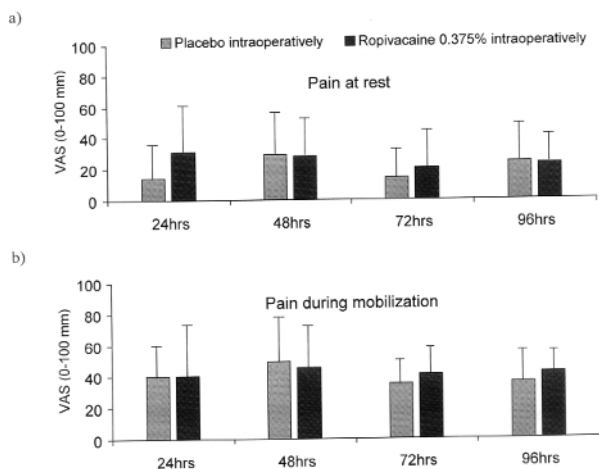 a)
Placebo intraoperatively Ropivacaine 0.375% intraoperatively
Pain at rest
VAS (0-100 mm)
100
80
60
40
20
0
24hrs 48hrs 72hrs 96hrs
b)
Pain during mobilization
VAS (0-100 mm)
100
80
60
40
20
0
24hrs 48hrs 72hrs 96hrs